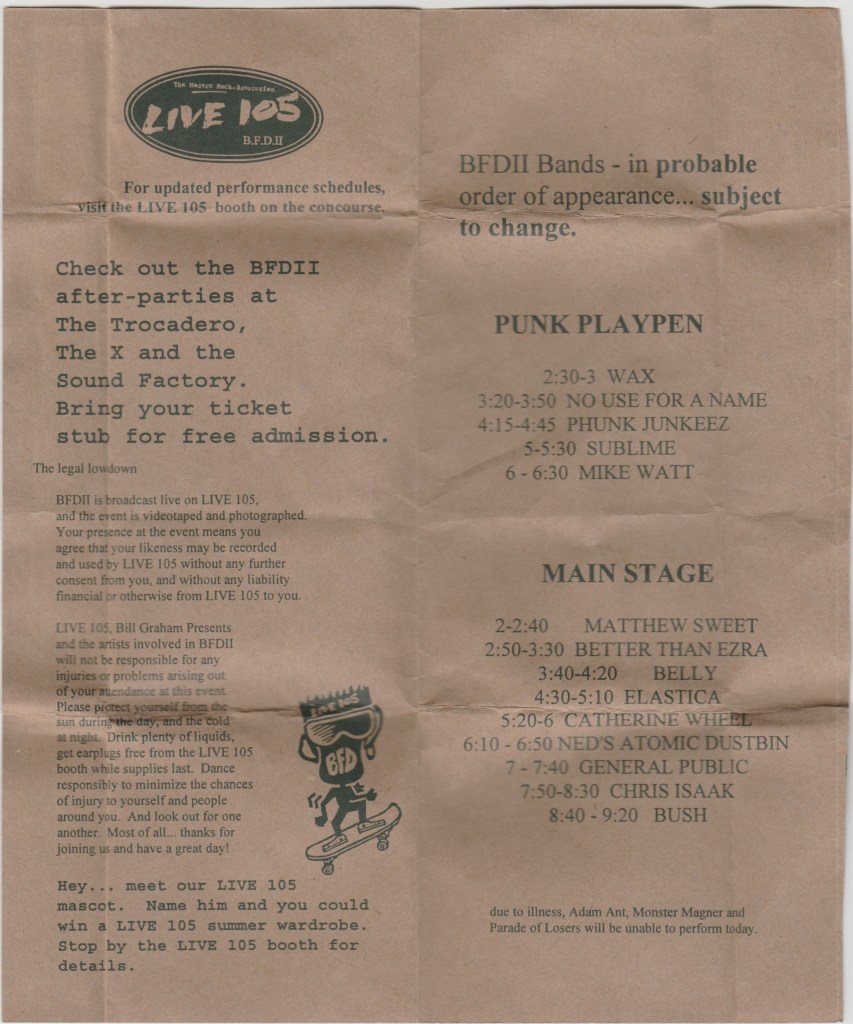 The Modern Rock Revolution
LIVE 105
B.F.D.II
For updated performance schedules,
visit the LIVE 105 booth on the concourse.
Check out the BFDII
after-parties at
The Trocadero,
The X and the
Sound Factory.
Bring your ticket
stub for free admission.
The legal lowdown
BFDII is broadcast live on LIVE 105,
and the event is videotaped and photographed.
Your presence at the event means you
agree that your likeness may be recorded
and used by LIVE 105 without any further
consent from you, and without any liability
financial or otherwise from LIVE 105 to you.
LIVE 105, Bill Graham Presents
and the artists involved in BFDII
will not be responsible for any
injuries or problems arising out
of your attendance at this event.
Please protect yourself from the
sun during the day, and the cold
at night. Drink plenty of liquids,
get earplugs free from the LIVE 105
booth while supplies last. Dance
responsibly to minimize the chances
of injury to yourself and people
around you. And look out for one
another. Most of all... thanks for
joining us and have a great day!
LIVE 105
BFD
Hey... meet our LIVE 105
mascot. Name him and you could
win a LIVE 105 summer wardrobe.
Stop by the LIVE 105 booth for
details.
BFDII Bands - in probable
order of appearance... subject
to change.
PUNK PLAYPEN
2:30-3 WAX
3:20-3:50 NO USE FOR A NAME
4:15-4:45 PHUNK JUNKEEZ
5-5:30 SUBLIME
6 - 6:30 MIKE WATT
MAIN STAGE
2-2:40 MATTHEW SWEET
2:50-3:30 BETTER THAN EZRA
3:40-4:20 BELLY
4:30-5:10 ELASTICA
5:20-6 CATHERINE WHEEL
6:10 - 6:50 NED'S ATOMIC DUSTBIN
7 - 7:40 GENERAL PUBLIC
7:50-8:30 CHRIS ISAAK
8:40 - 9:20 BUSH
due to illness, Adam Ant, Monster Magner and
Parade of Losers will be unable to perform today.